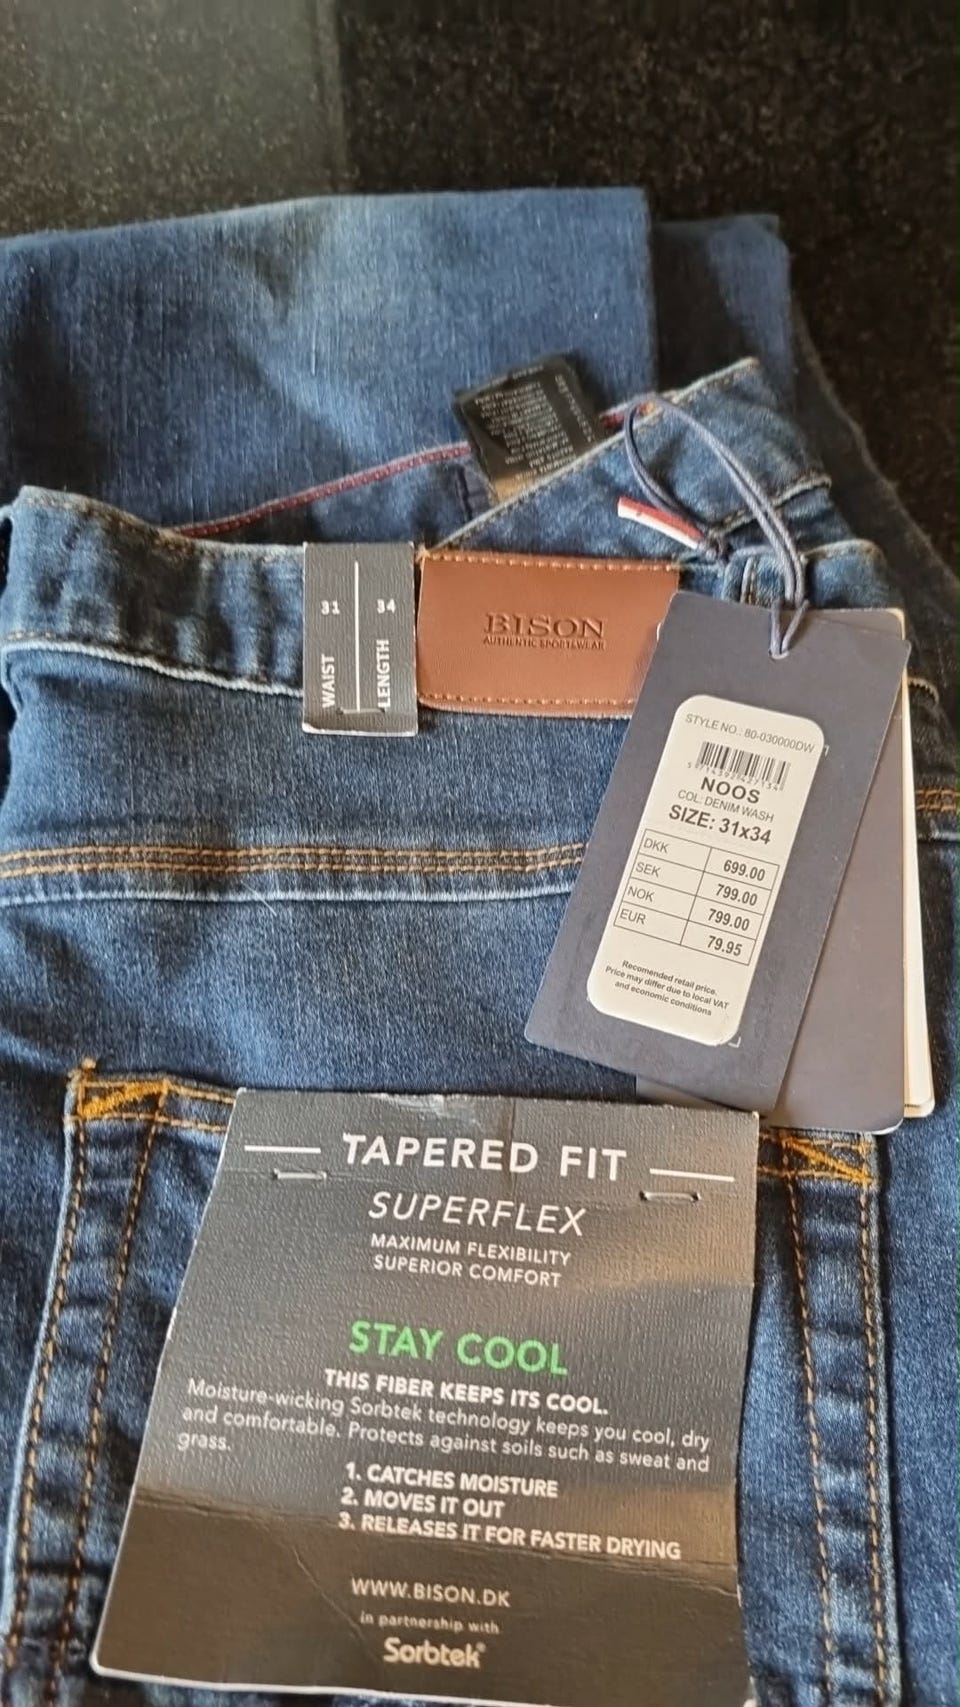 31 34
WAIST
LENGTH
BISON
AUTHENTIC SPORTSWEAR
STYLE NO.: 80-030000DW
NOOS
COL: DENIM WASH
SIZE: 31x34
DKK 699.00
SEK 799.00
NOK 799.00
EUR 79.95
Recomended retail price.
Price may differ due to local VAT
and economic conditions
TAPERED FIT
SUPERFLEX
MAXIMUM FLEXIBILITY
SUPERIOR COMFORT
STAY COOL
THIS FIBER KEEPS ITS COOL.
Moisture-wicking Sorbtek technology keeps you cool, dry
and comfortable. Protects against soils such as sweat and
grass.
1. CATCHES MOISTURE
2. MOVES IT OUT
3. RELEASES IT FOR FASTER DRYING
WWW.BISON.DK
in partnership with
Sorbtek®